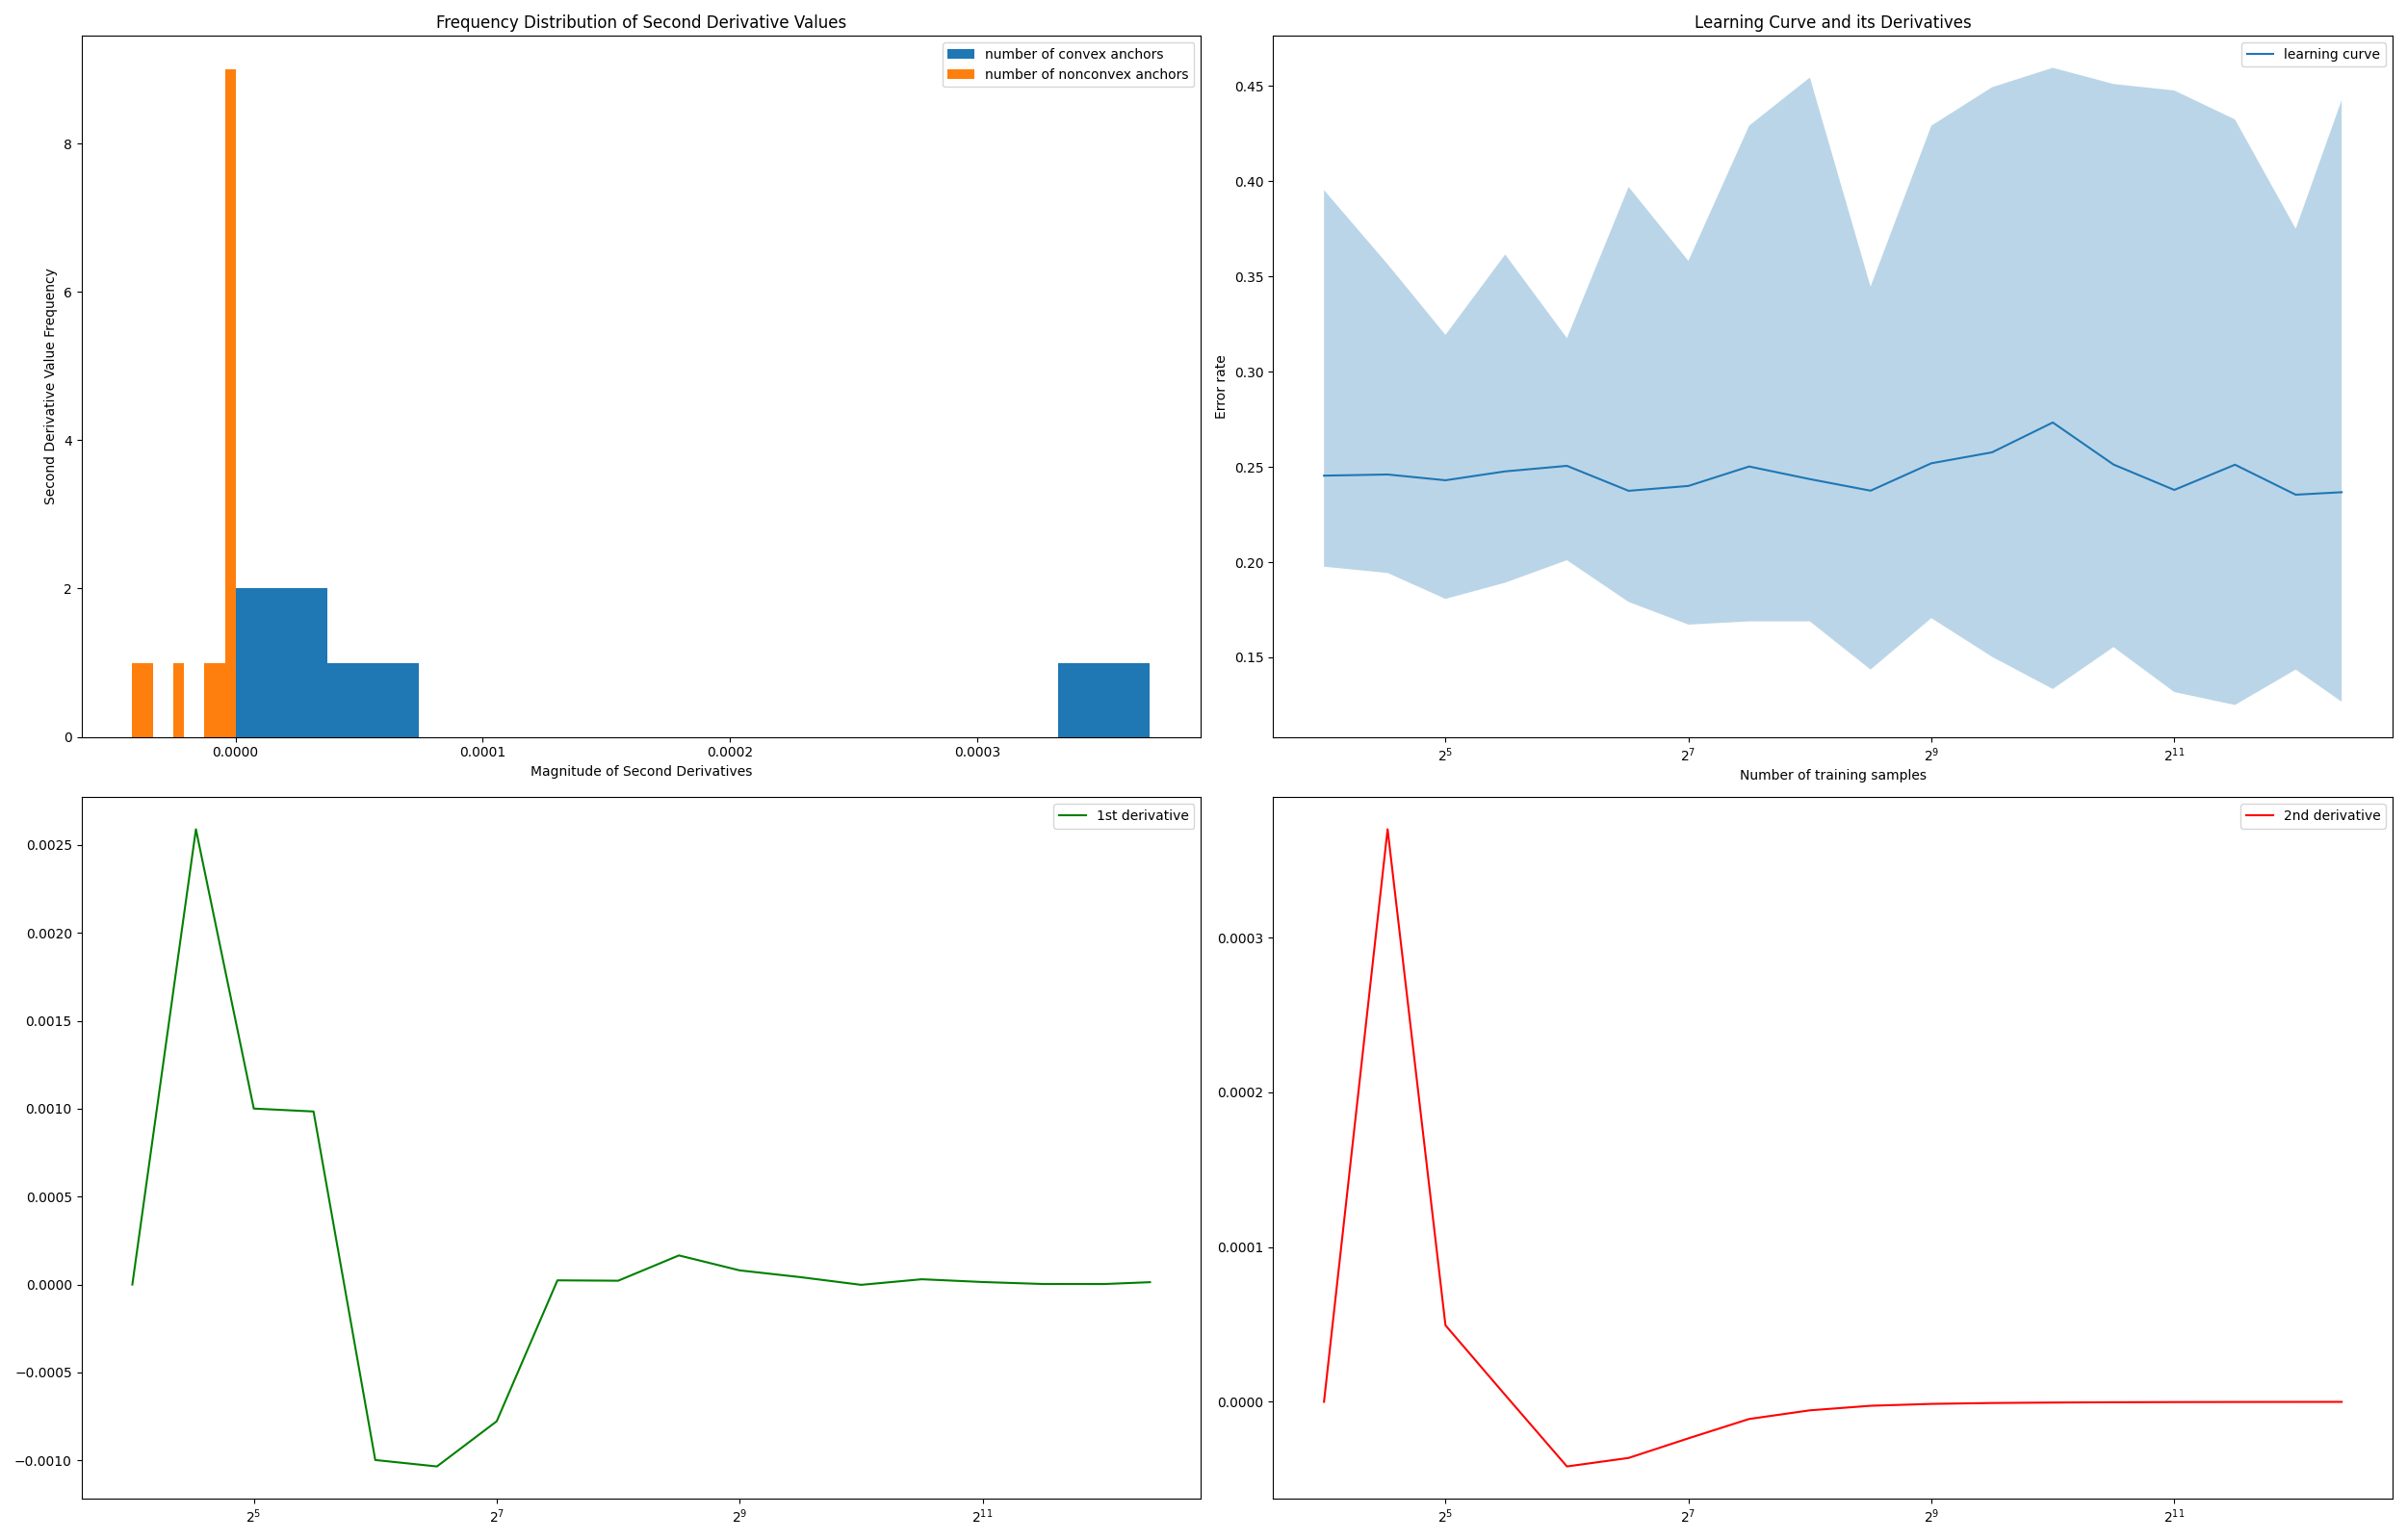 Frequency Distribution of Second Derivative Values
number of convex anchors
number of nonconvex anchors
Second Derivative Value Frequency
8
6
4
2
0
0.0000 0.0001 0.0002 0.0003
Magnitude of Second Derivatives
Learning Curve and its Derivatives
learning curve
Error rate
0.45
0.40
0.35
0.30
0.25
0.20
0.15
2^5 2^7 2^9 2^11
Number of training samples
1st derivative
0.0025
0.0020
0.0015
0.0010
0.0005
0.0000
−0.0005
−0.0010
2^5 2^7 2^9 2^11
2nd derivative
0.0003
0.0002
0.0001
0.0000
2^5 2^7 2^9 2^11